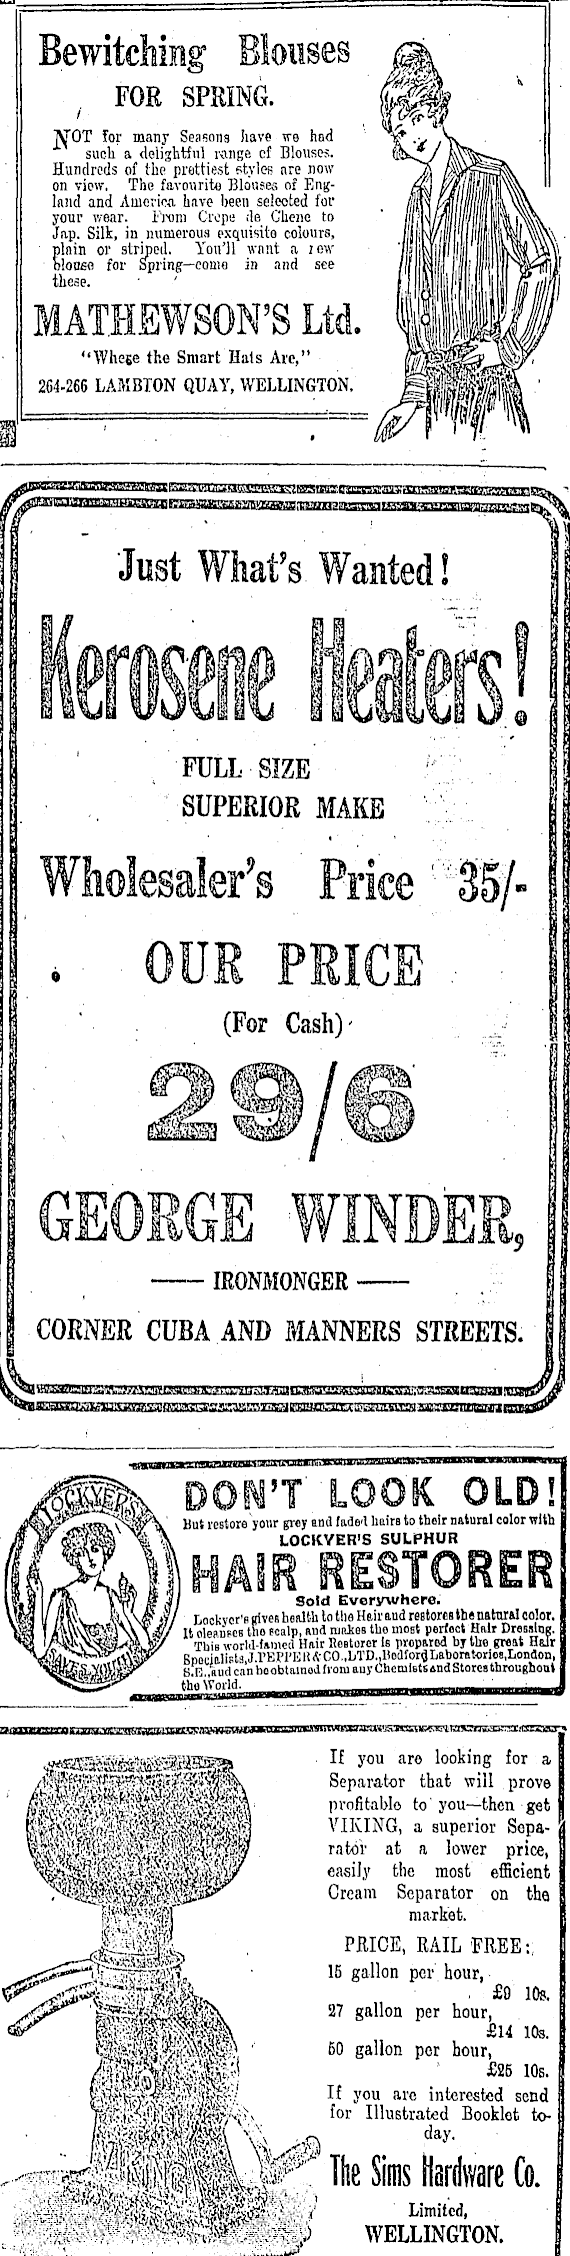 Bewitching Blouses
FOR SPRING.
NOT for many Seasons have we had
such a delightful range of Blouses.
Hundreds of the prettiest styles are now
on view. The favourite Blouses of Eng-
land and America have been selected for
your wear. From Crepe de Chene to
Jap. Silk, in numerous exquisite colours,
plain or striped. You'll want a new
blouse for Spring—come in and see
these.
MATHEWSON'S Ltd.
"Where the Smart Hats Are,"
264-266 LAMBTON QUAY, WELLINGTON.
Just What's Wanted!
Kerosene Heaters!
FULL SIZE
SUPERIOR MAKE
Wholesaler's Price 35/-
OUR PRICE
(For Cash)
29/6
GEORGE WINDER,
IRONMONGER
CORNER CUBA AND MANNERS STREETS.
LOCKYER'S
SAVES YOUTH
DON'T LOOK OLD!
But restore your grey and faded hairs to their natural color with
LOCKYER'S SULPHUR
HAIR RESTORER
Sold Everywhere.
Lockyer's gives health to the Hair and restores the natural color.
It cleanses the scalp, and makes the most perfect Hair Dressing.
This world-famed Hair Restorer is prepared by the great Hair
Specialists, J. PEPPER & CO., LTD., Bedford Laboratories, London,
S.E., and can be obtained from any Chemists and Stores throughout
the World.
If you are looking for a
Separator that will prove
profitable to you—then get
VIKING, a superior Sepa-
rator at a lower price,
easily the most efficient
Cream Separator on the
market.
PRICE, RAIL FREE:
15 gallon per hour,
£9 10s.
27 gallon per hour,
£14 10s.
50 gallon per hour,
£25 10s.
If you are interested send
for Illustrated Booklet to-
day.
The Sims Hardware Co.
Limited,
WELLINGTON.
VIKING